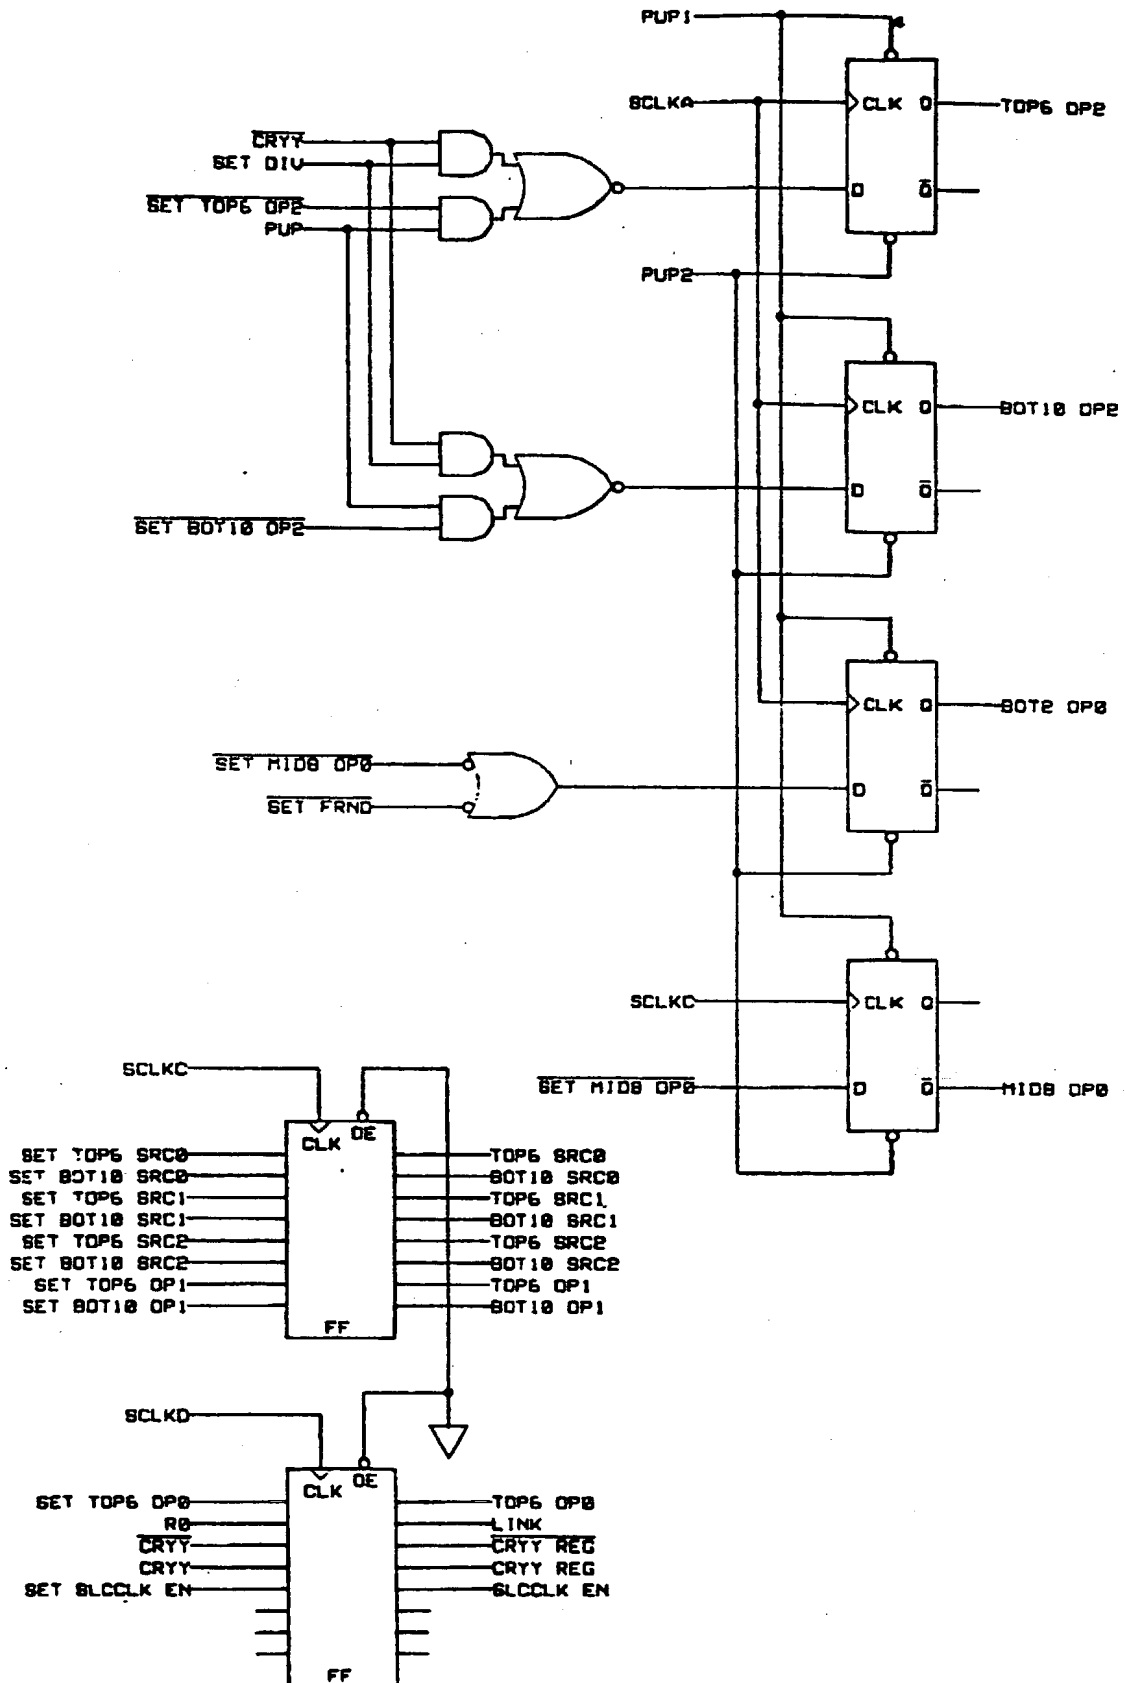 PUP1
SCLKA
CLK Q
TOP6 OP2
CRYY
SET DIV
SET TOP6 OP2
PUP
D Q
PUP2
CLK Q
BOT10 OP2
D Q
SET BOT10 OP2
CLK Q
BOT2 OP0
SET MID8 OP0
SET FRND
D Q
SCLKC
CLK Q
SET MID8 OP0
D Q
MID8 OP0
SCLKC
CLK
OE
SET TOP6 SRC0
TOP6 SRC0
SET BOT10 SRC0
BOT10 SRC0
SET TOP6 SRC1
TOP6 SRC1
SET BOT10 SRC1
BOT10 SRC1
SET TOP6 SRC2
TOP6 SRC2
SET BOT10 SRC2
BOT10 SRC2
SET TOP6 OP1
TOP6 OP1
SET BOT10 OP1
BOT10 OP1
FF
SCLKD
CLK
OE
SET TOP6 OP0
TOP6 OP0
R0
LINK
CRYY
CRYY REG
CRYY
CRYY REG
SET SLCCLK EN
SLCCLK EN
FF